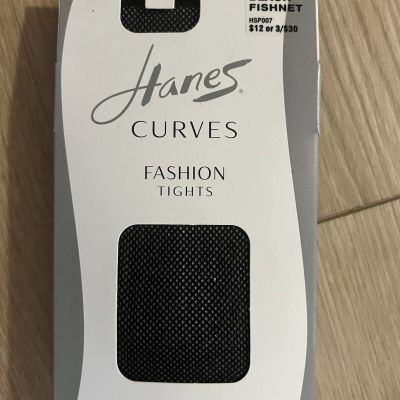 FISHNET
HSP007
$12 or 3/$30
Hanes
CURVES
FASHION
TIGHTS